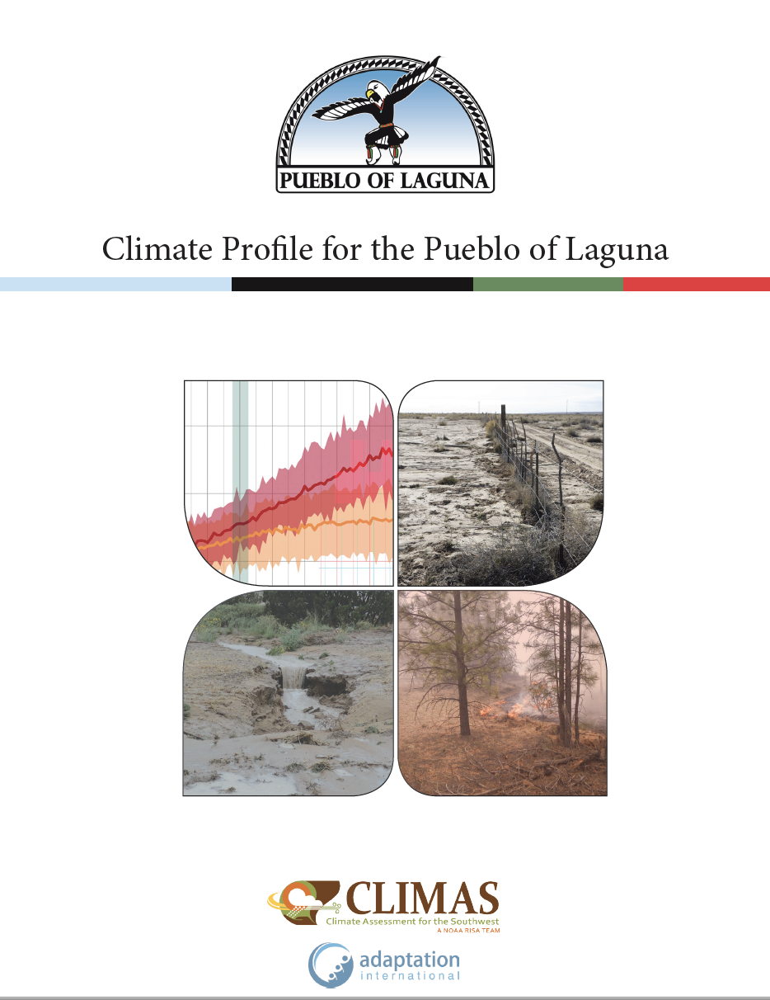 PUEBLO OF LAGUNA
Climate Profile for the Pueblo of Laguna
CLIMAS
Climate Assessment for the Southwest
A NOAA RISA TEAM
adaptation
international